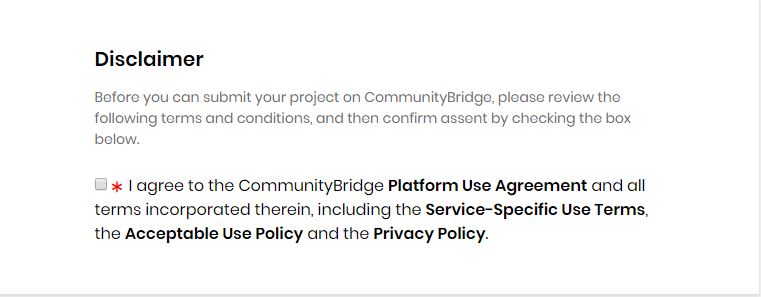 Disclaimer
Before you can submit your project on CommunityBridge, please review the
following terms and conditions, and then confirm assent by checking the box
below.
* I agree to the CommunityBridge Platform Use Agreement and all
terms incorporated therein, including the Service-Specific Use Terms,
the Acceptable Use Policy and the Privacy Policy.